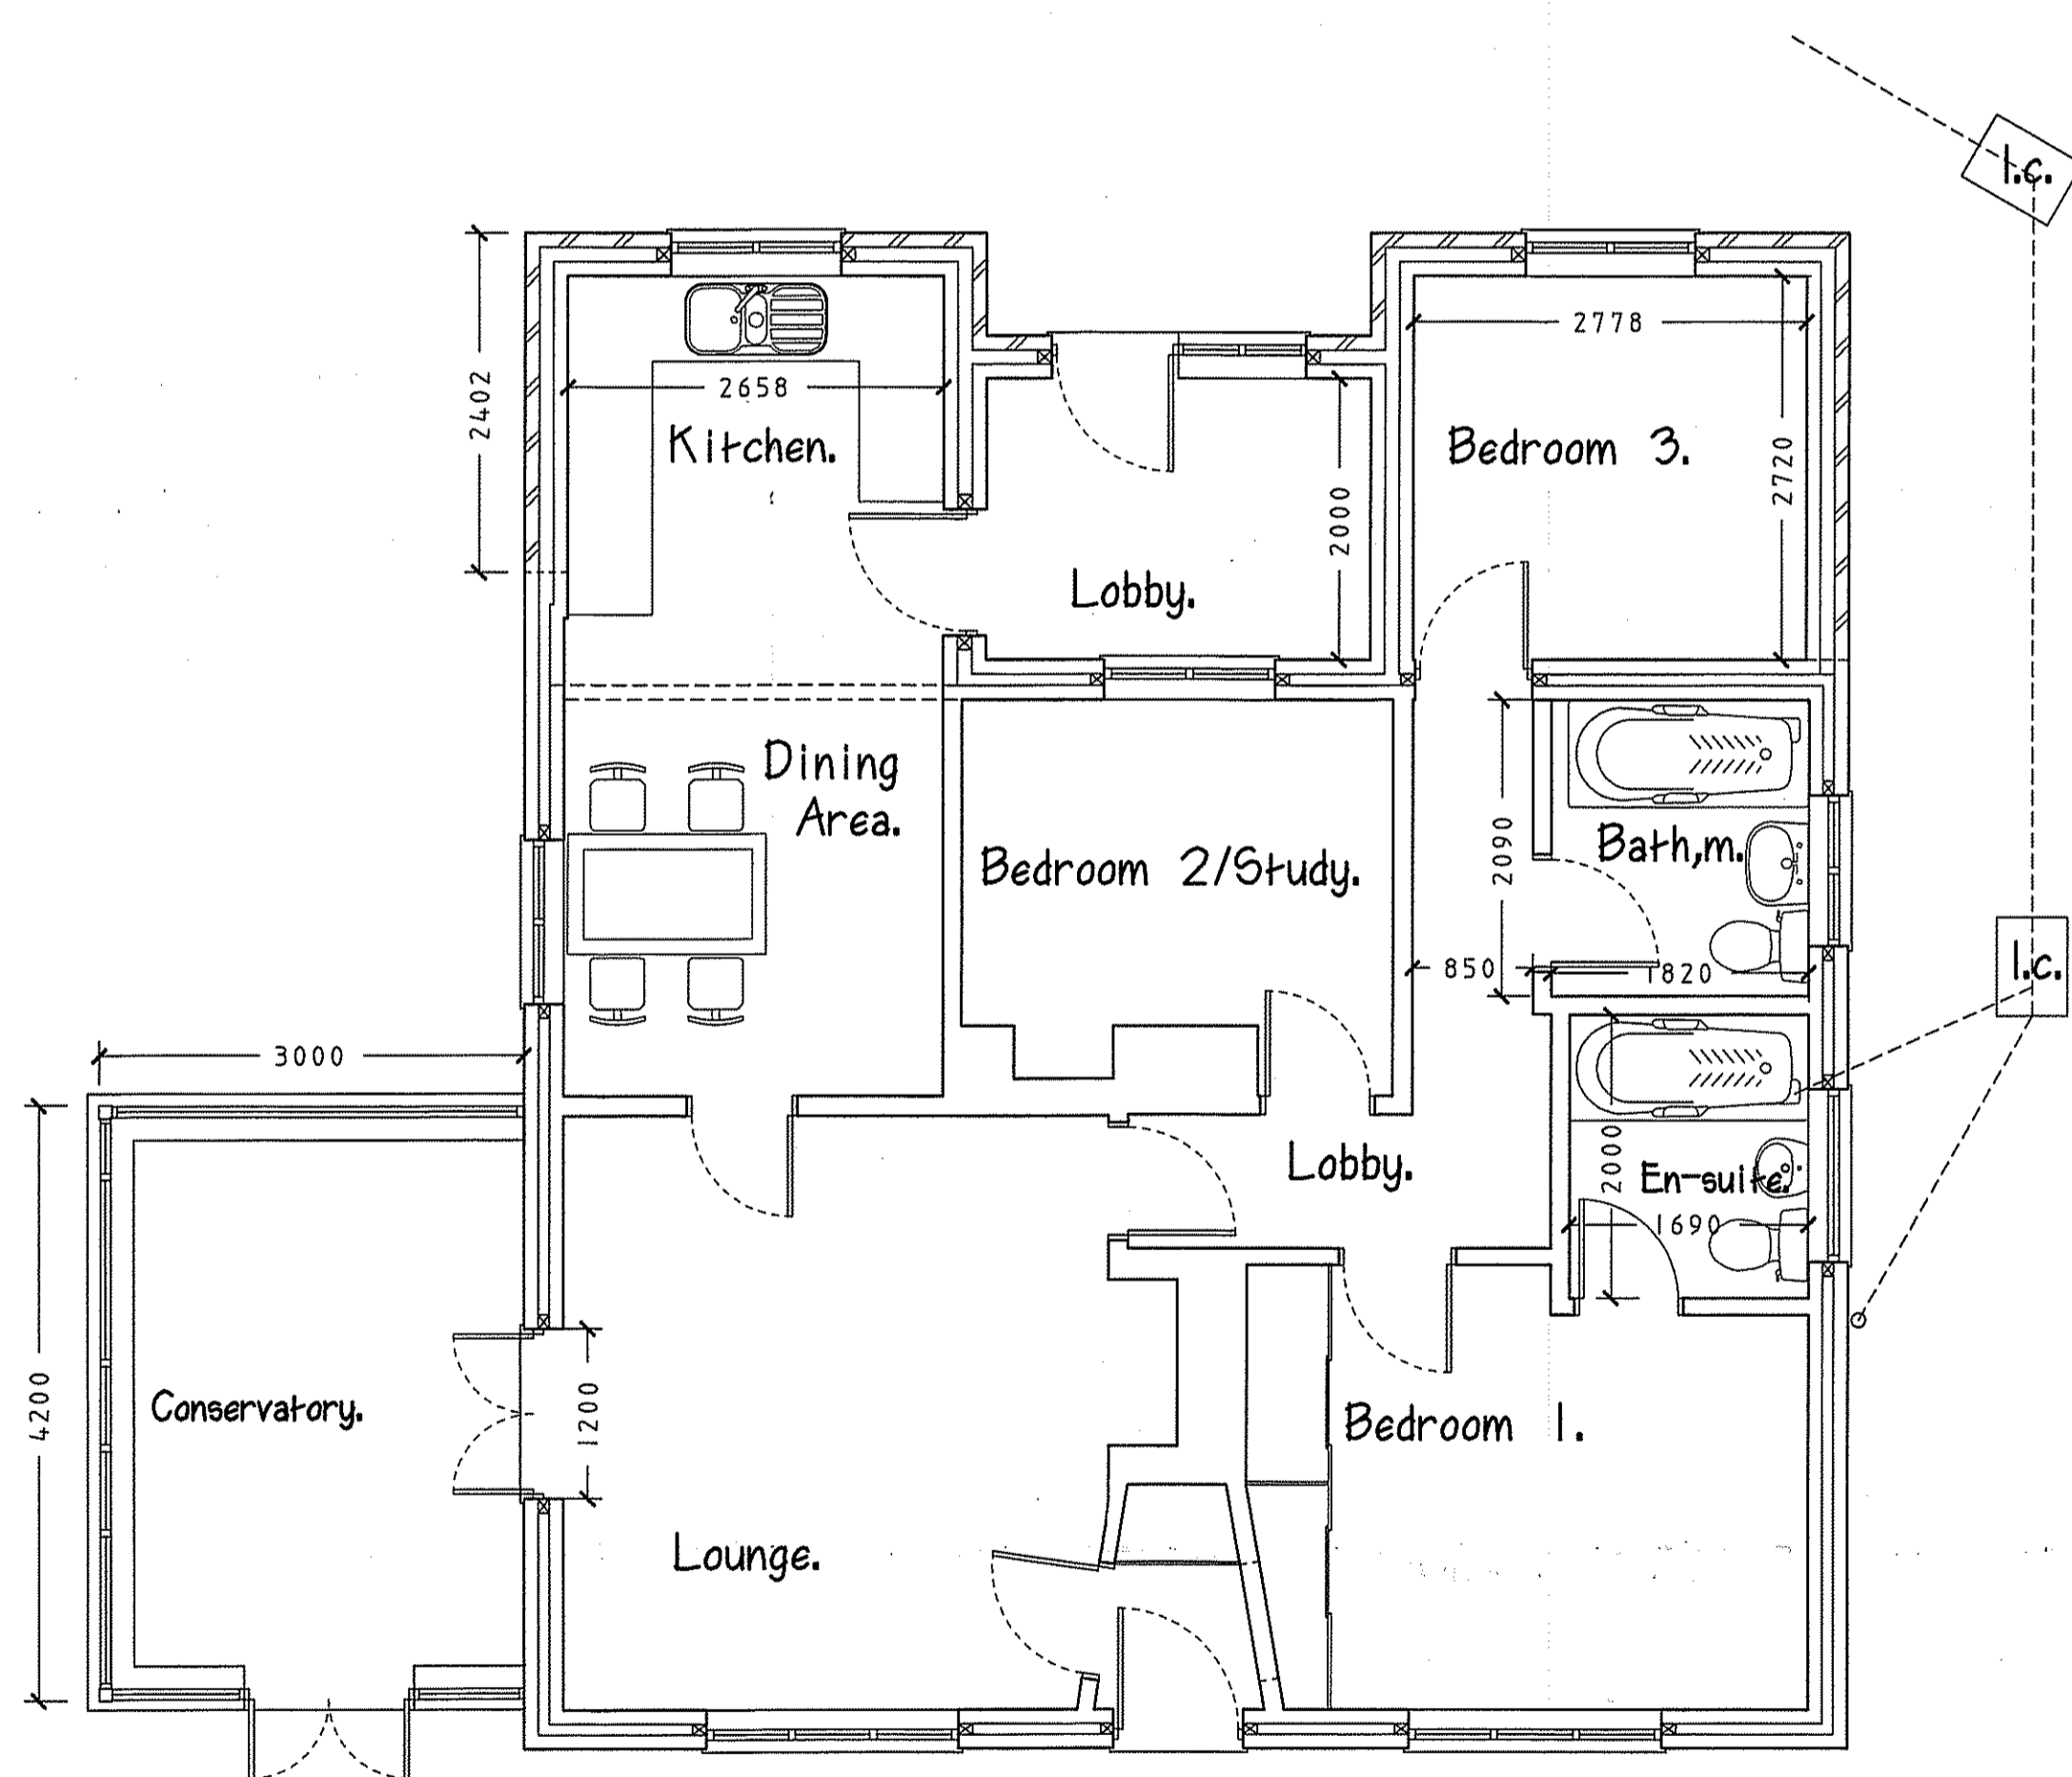 I.c.
2402
2658
Kitchen.
2778
Bedroom 3.
2720
2000
Lobby.
Dining
Area.
Bedroom 2/Study.
2090
Bath,m.
850
1820
I.c.
3000
2000
En-suite.
1690
Lobby.
4200
Conservatory.
1200
Bedroom 1.
Lounge.